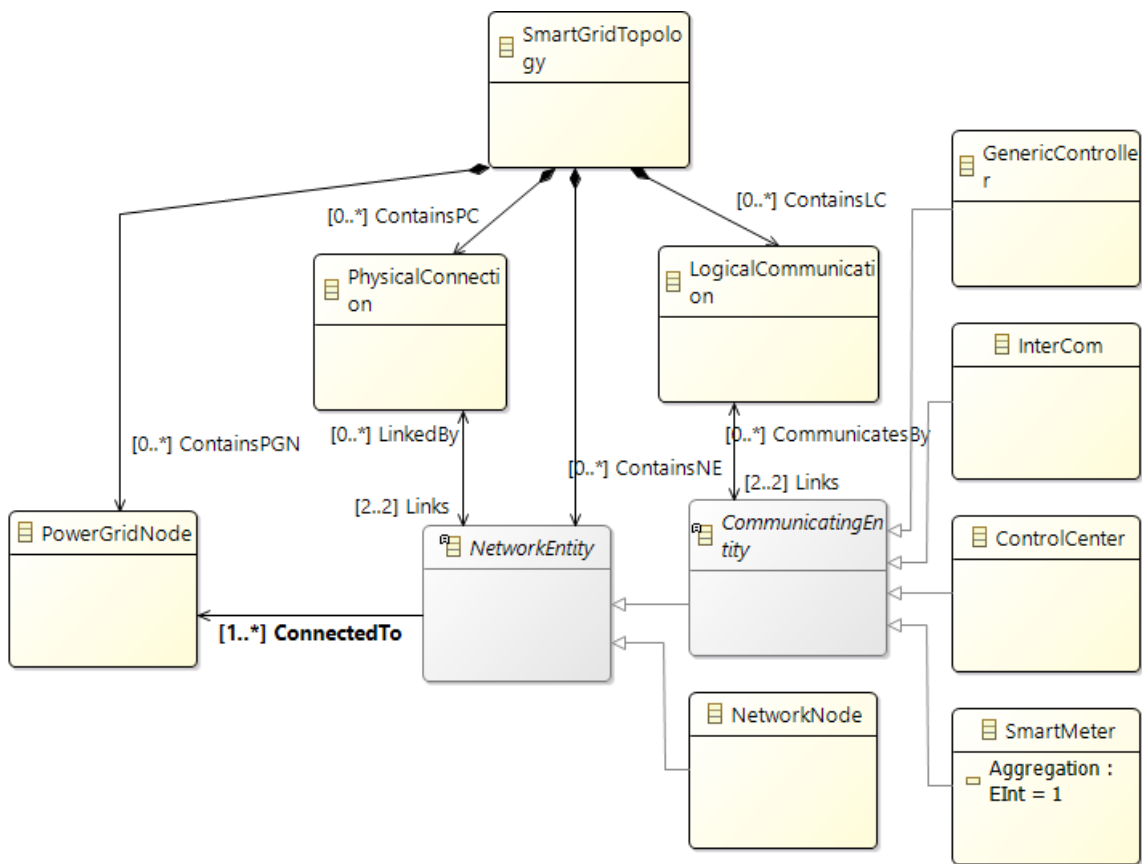 SmartGridTopolo
gy
GenericControlle
r
[0..*] ContainsPC
[0..*] ContainsLC
PhysicalConnecti
on
LogicalCommunicati
on
InterCom
[0..*] ContainsPGN
[0..*] LinkedBy
[0..*] CommunicatesBy
[0..*] ContainsNE
[2..2] Links
[2..2] Links
PowerGridNode
NetworkEntity
CommunicatingEn
tity
ControlCenter
[1..*] ConnectedTo
NetworkNode
SmartMeter
Aggregation :
EInt = 1